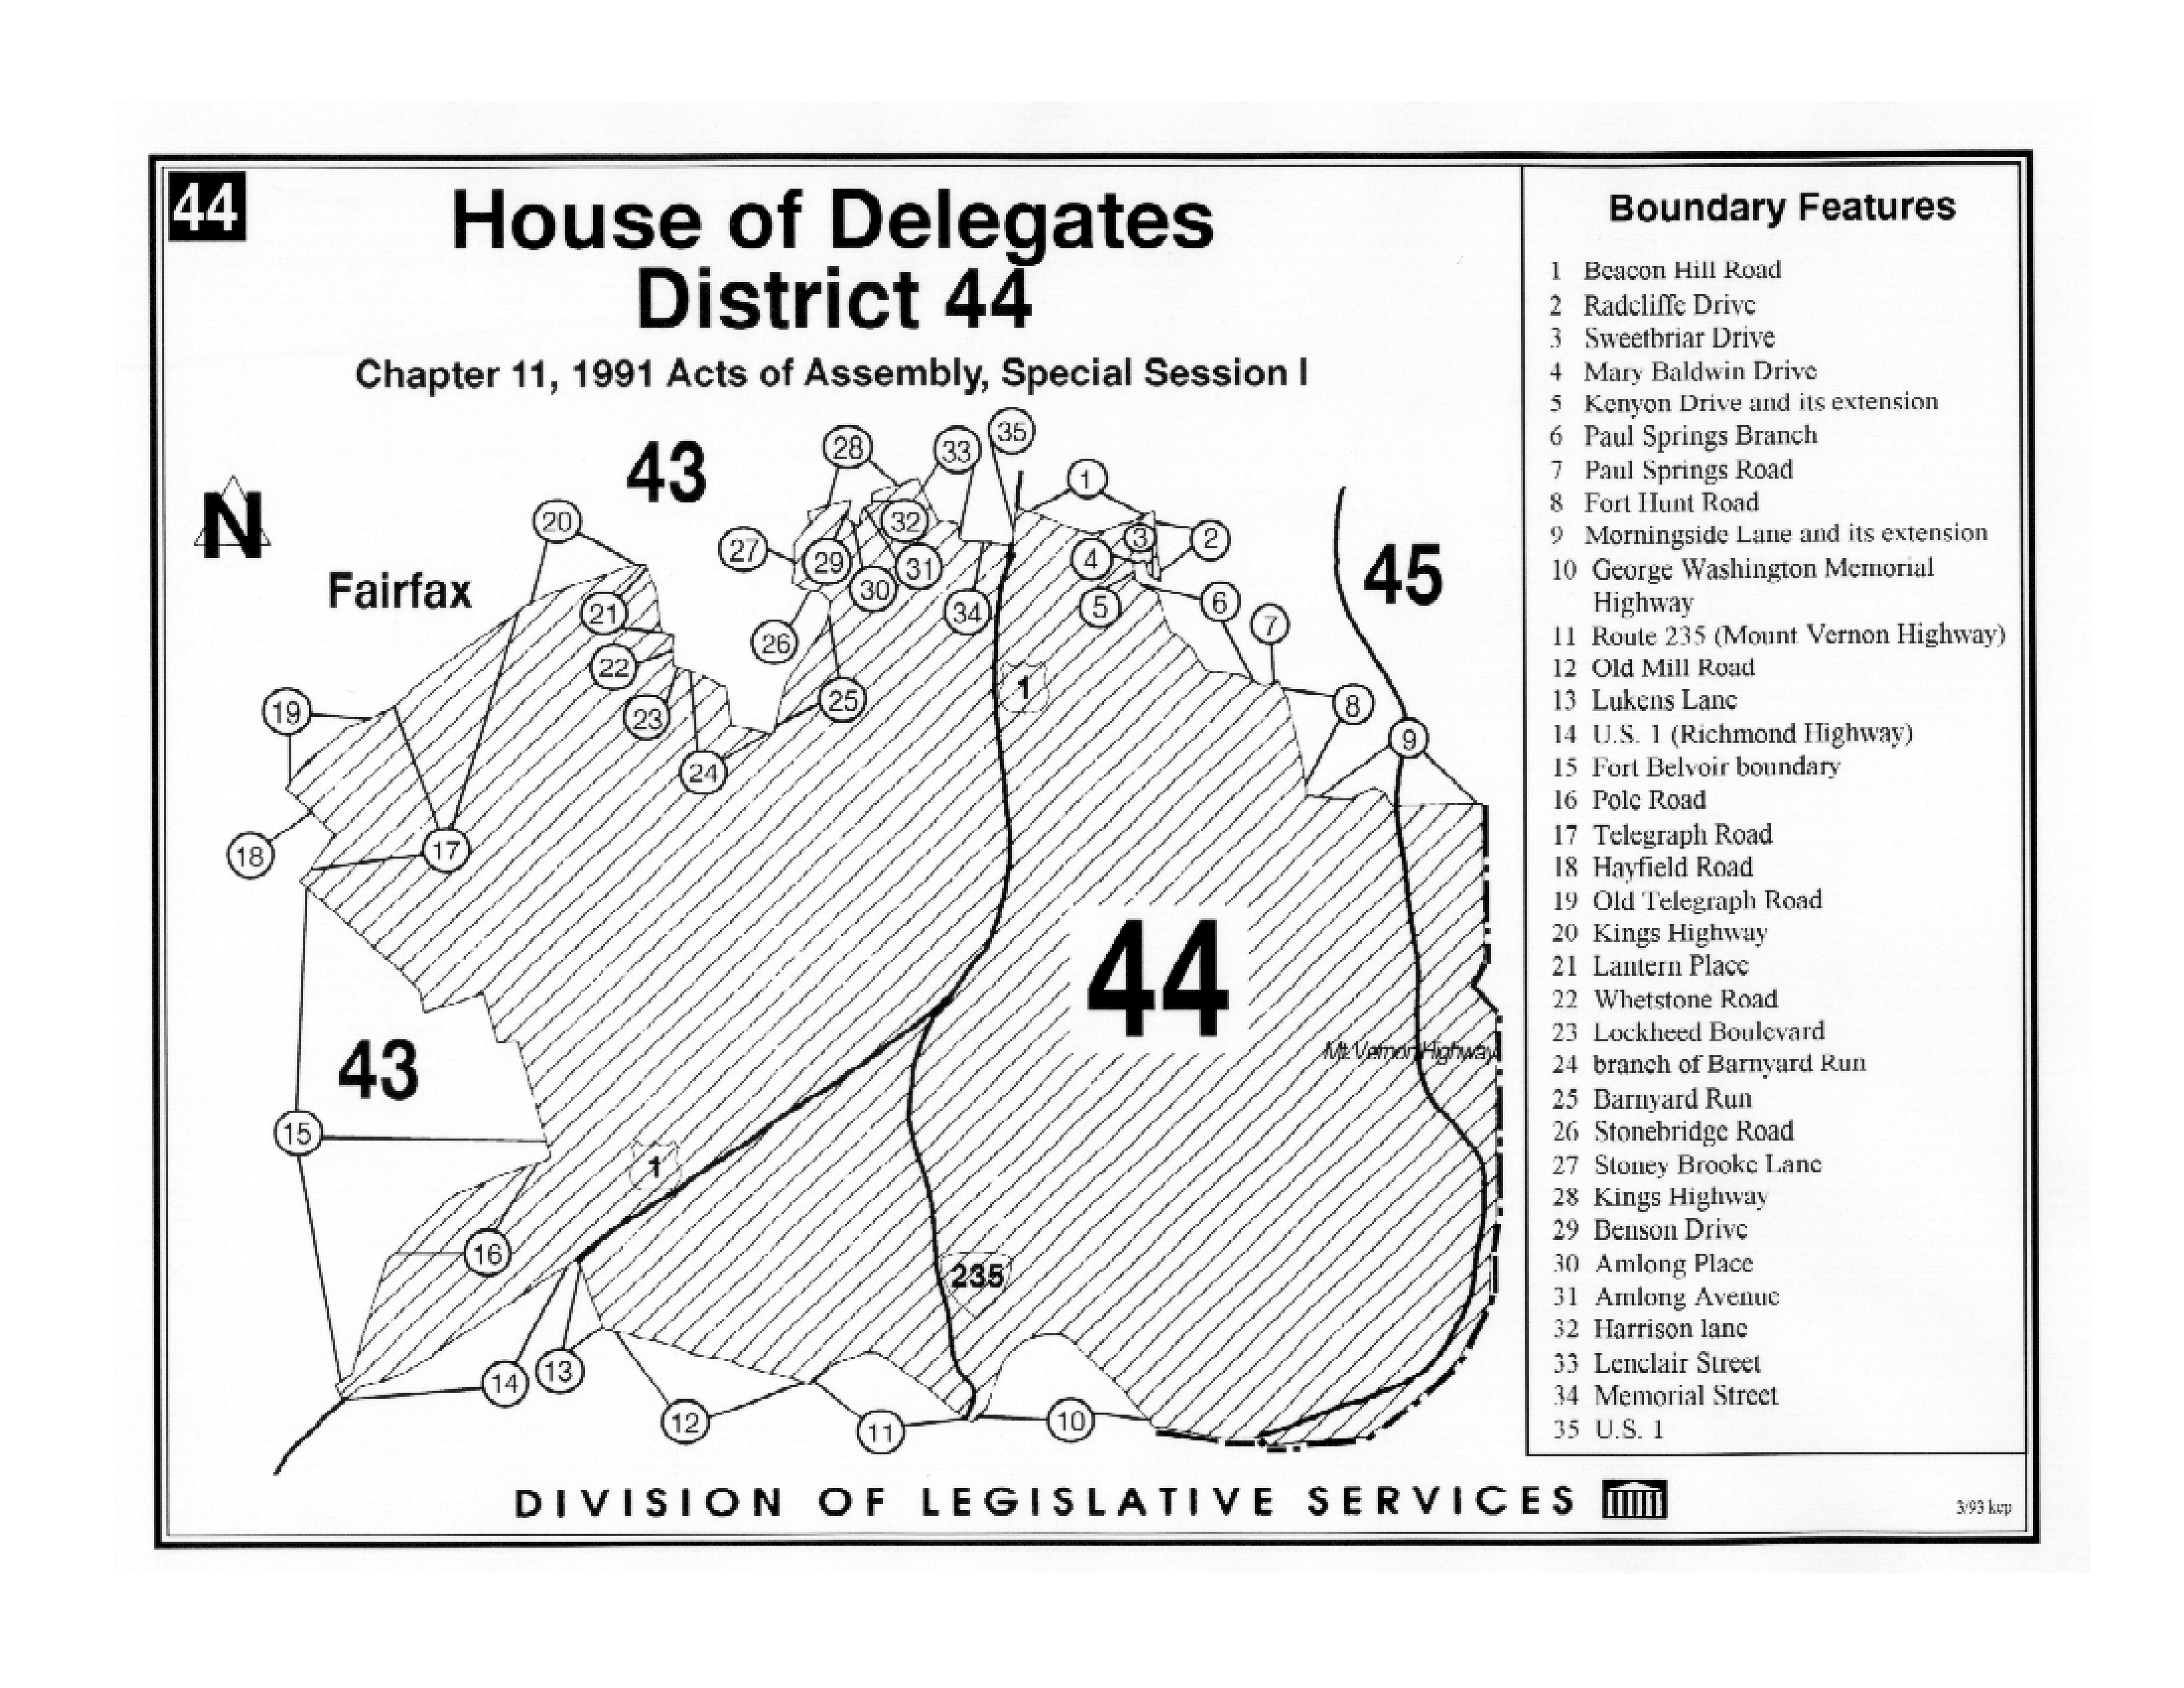 44
House of Delegates
District 44
Chapter 11, 1991 Acts of Assembly, Special Session I
N
Fairfax
43
45
43
44
1
1
235
Mt. Vernon Highway
28
33
35
1
20
32
3
2
27
29
31
4
30
21
34
5
6
7
26
22
19
23
25
8
9
24
18
17
15
16
14
13
12
11
10
Boundary Features
1 Beacon Hill Road
2 Radcliffe Drive
3 Sweetbriar Drive
4 Mary Baldwin Drive
5 Kenyon Drive and its extension
6 Paul Springs Branch
7 Paul Springs Road
8 Fort Hunt Road
9 Morningside Lane and its extension
10 George Washington Memorial
Highway
11 Route 235 (Mount Vernon Highway)
12 Old Mill Road
13 Lukens Lane
14 U.S. 1 (Richmond Highway)
15 Fort Belvoir boundary
16 Pole Road
17 Telegraph Road
18 Hayfield Road
19 Old Telegraph Road
20 Kings Highway
21 Lantern Place
22 Whetstone Road
23 Lockheed Boulevard
24 branch of Barnyard Run
25 Barnyard Run
26 Stonebridge Road
27 Stoney Brooke Lane
28 Kings Highway
29 Benson Drive
30 Amlong Place
31 Amlong Avenue
32 Harrison lane
33 Lenclair Street
34 Memorial Street
35 U.S. 1
DIVISION OF LEGISLATIVE SERVICES
3/93 kcp